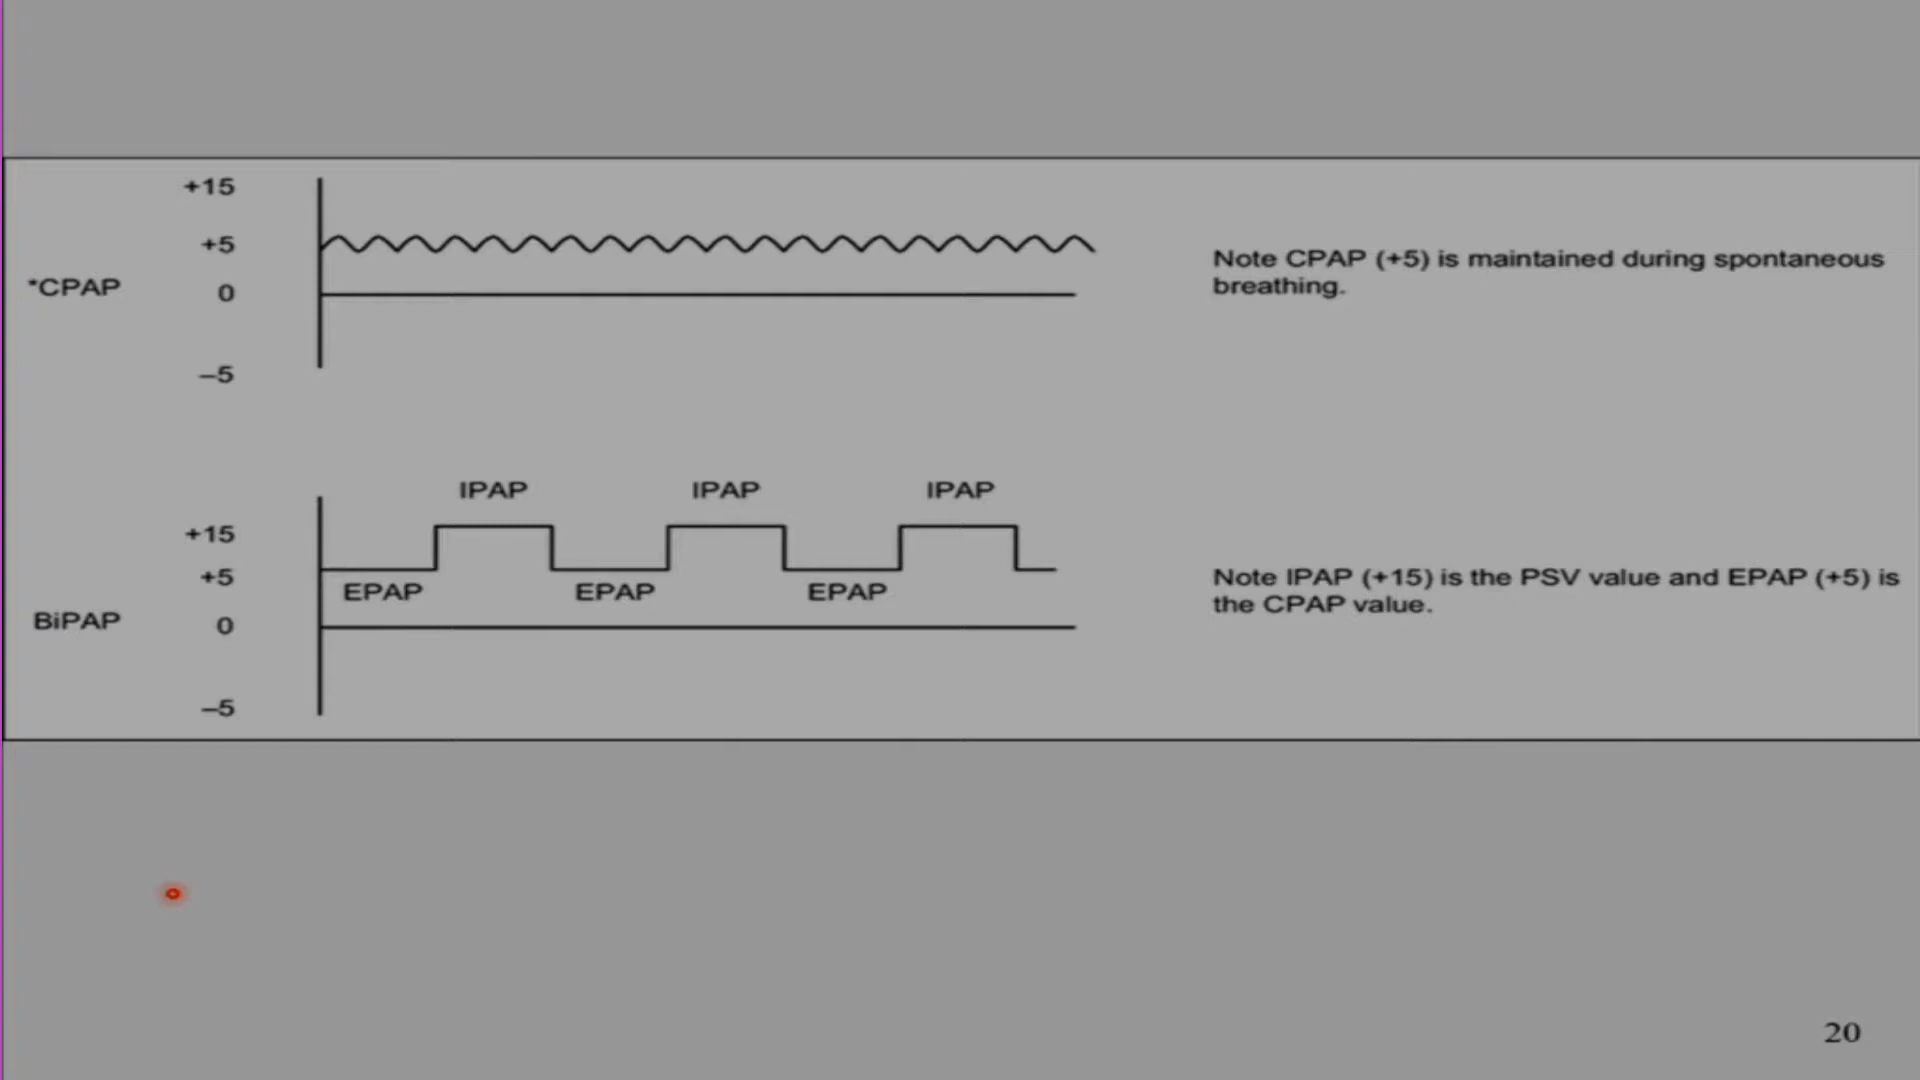 +15
+5
*CPAP
0
–5
Note CPAP (+5) is maintained during spontaneous
breathing.
IPAP IPAP IPAP
+15
+5
EPAP EPAP EPAP
BiPAP
0
–5
Note IPAP (+15) is the PSV value and EPAP (+5) is
the CPAP value.
20